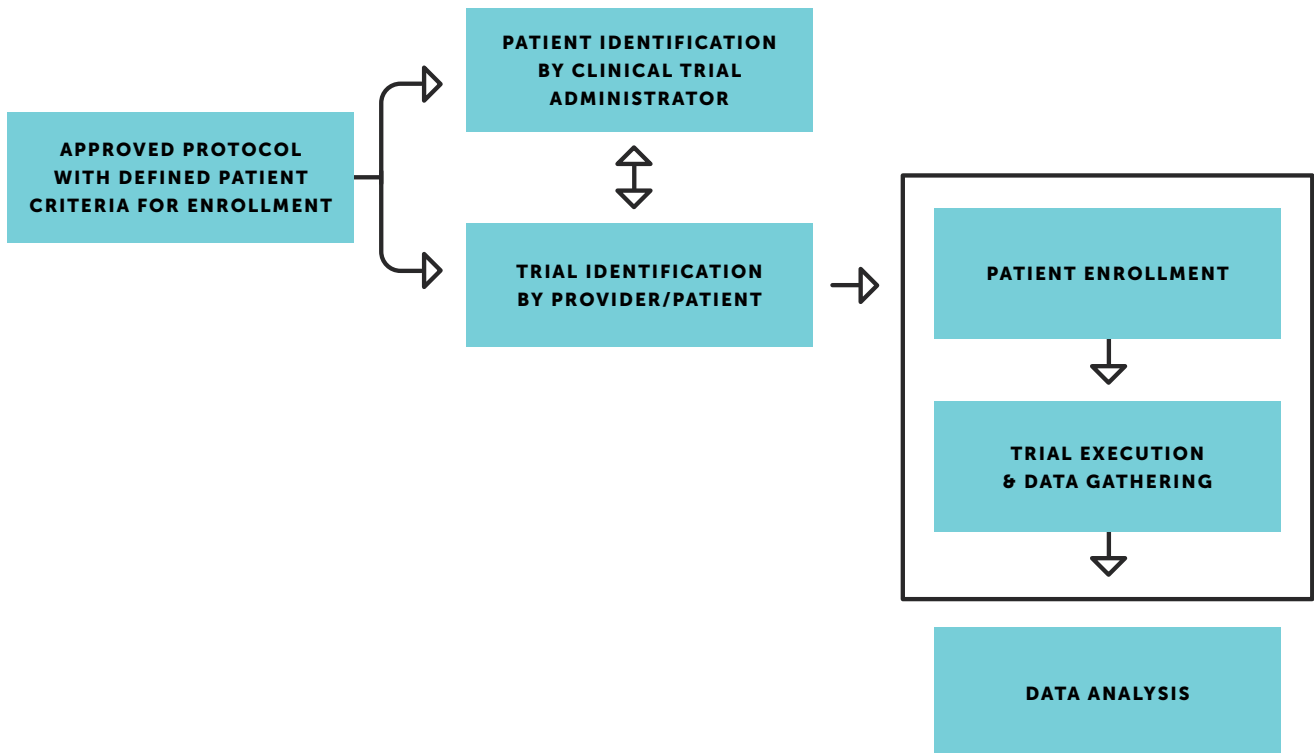 PATIENT IDENTIFICATION
BY CLINICAL TRIAL
ADMINISTRATOR
APPROVED PROTOCOL
WITH DEFINED PATIENT
CRITERIA FOR ENROLLMENT
TRIAL IDENTIFICATION
BY PROVIDER/PATIENT
PATIENT ENROLLMENT
TRIAL EXECUTION
& DATA GATHERING
DATA ANALYSIS